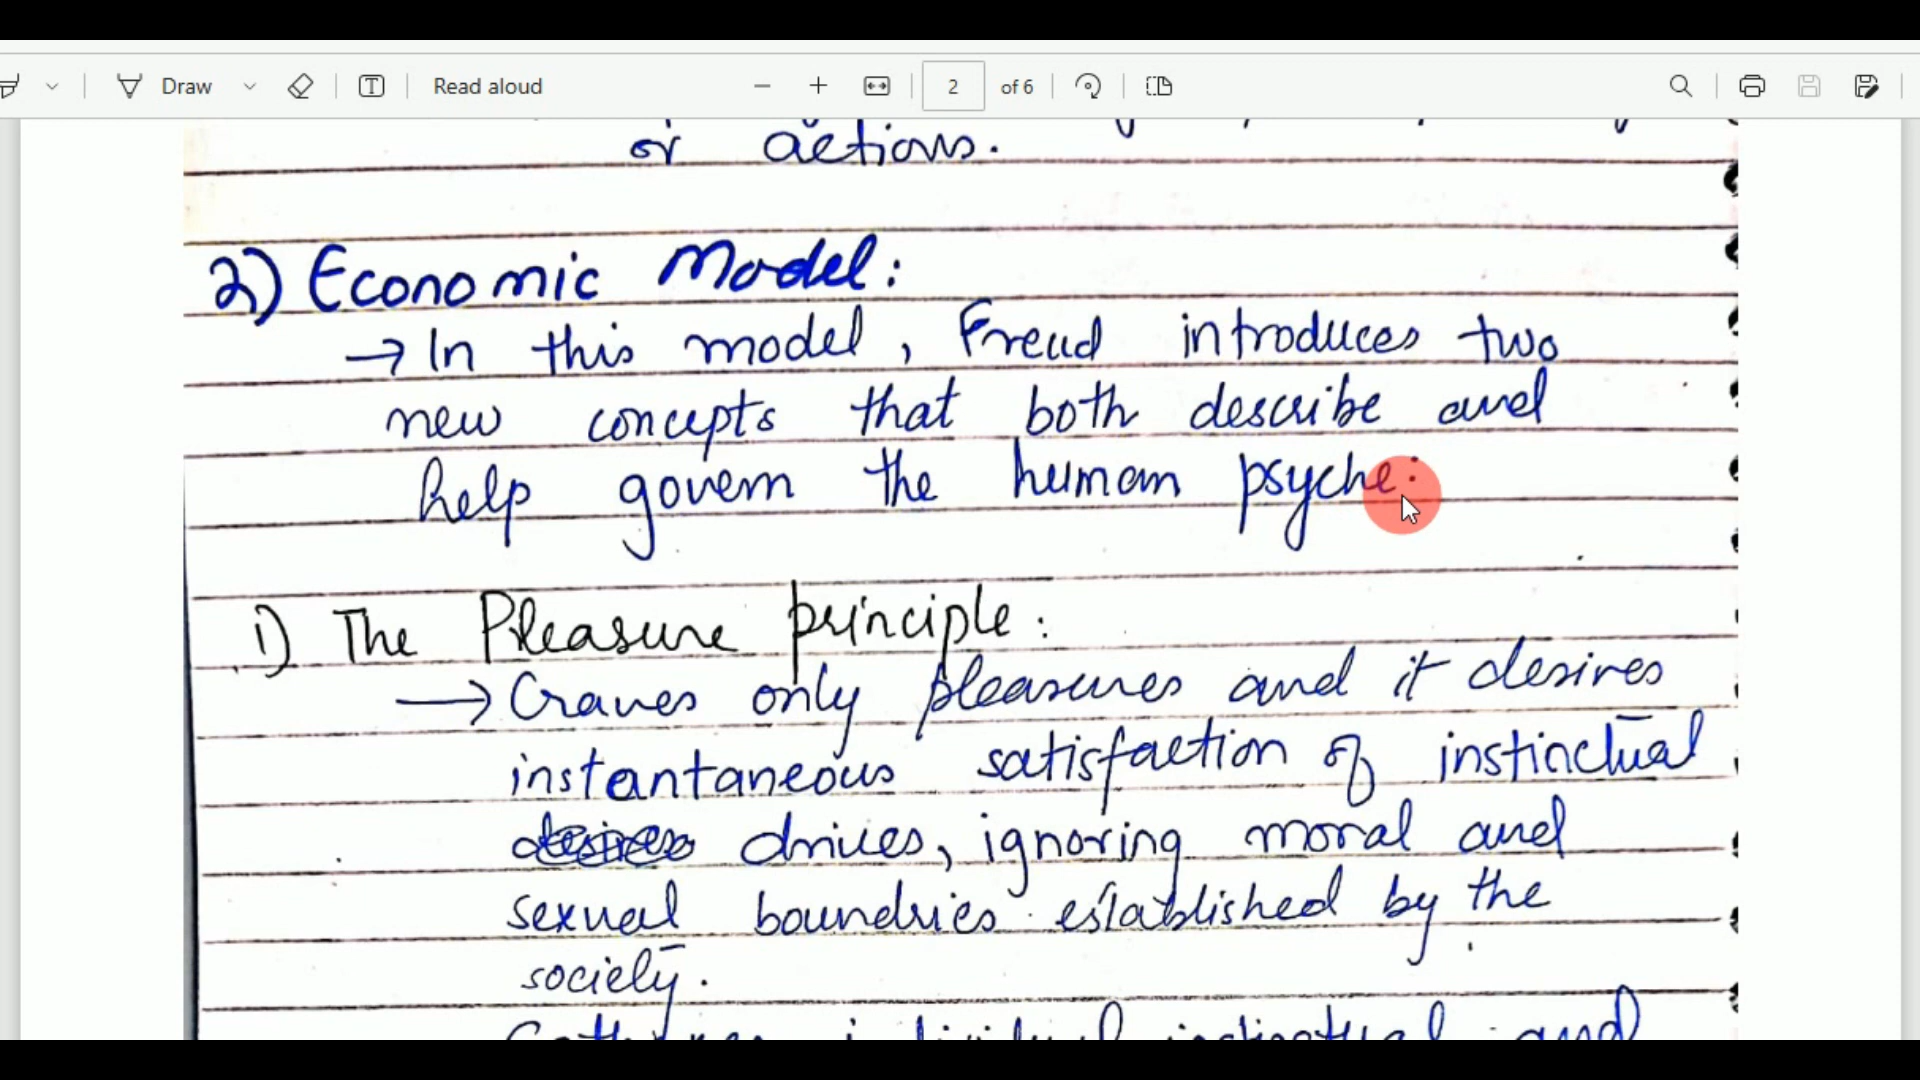 Draw
Read aloud
2
of 6
or actions.
2) Economic Model:
→ In this model, Freud introduces two
new concepts that both describe and
help govern the human psyche:
i) The Pleasure principle:
→ Craves only pleasures and it desires
instantaneous satisfaction of instinctual
desires drives, ignoring moral and
sexual boundries established by the
society.